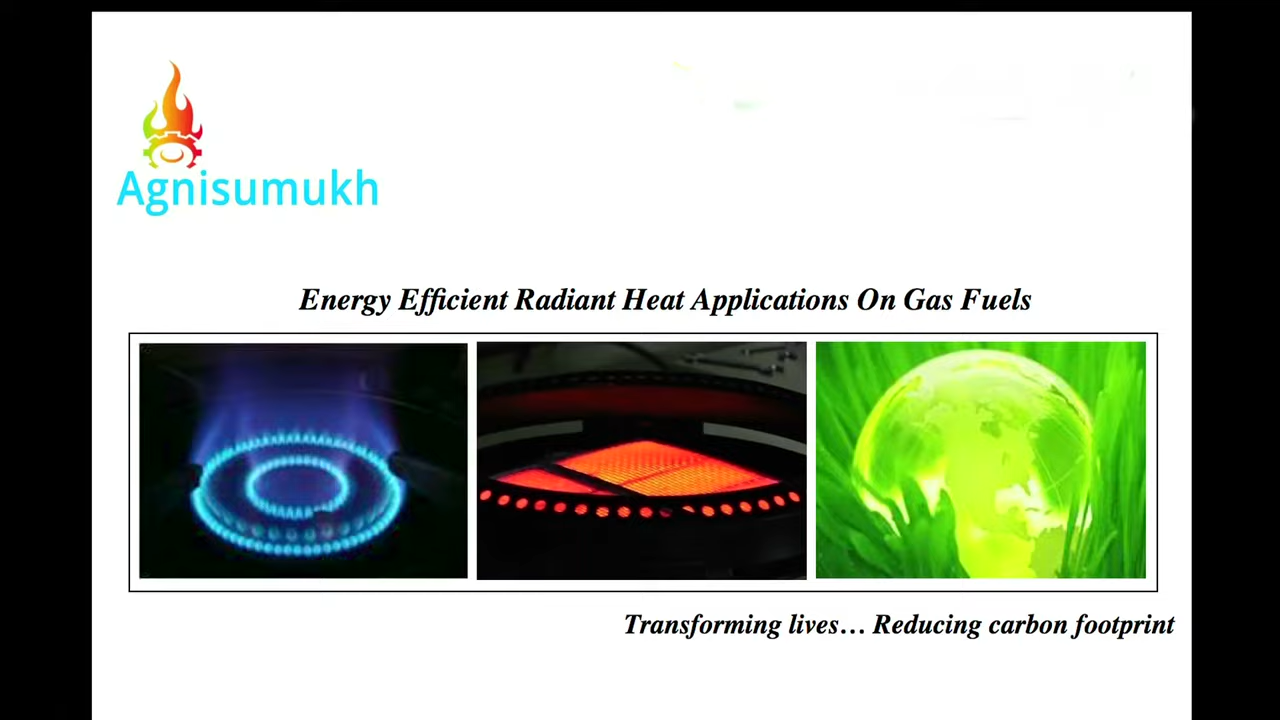 Agnisumukh
Energy Efficient Radiant Heat Applications On Gas Fuels
Transforming lives… Reducing carbon footprint